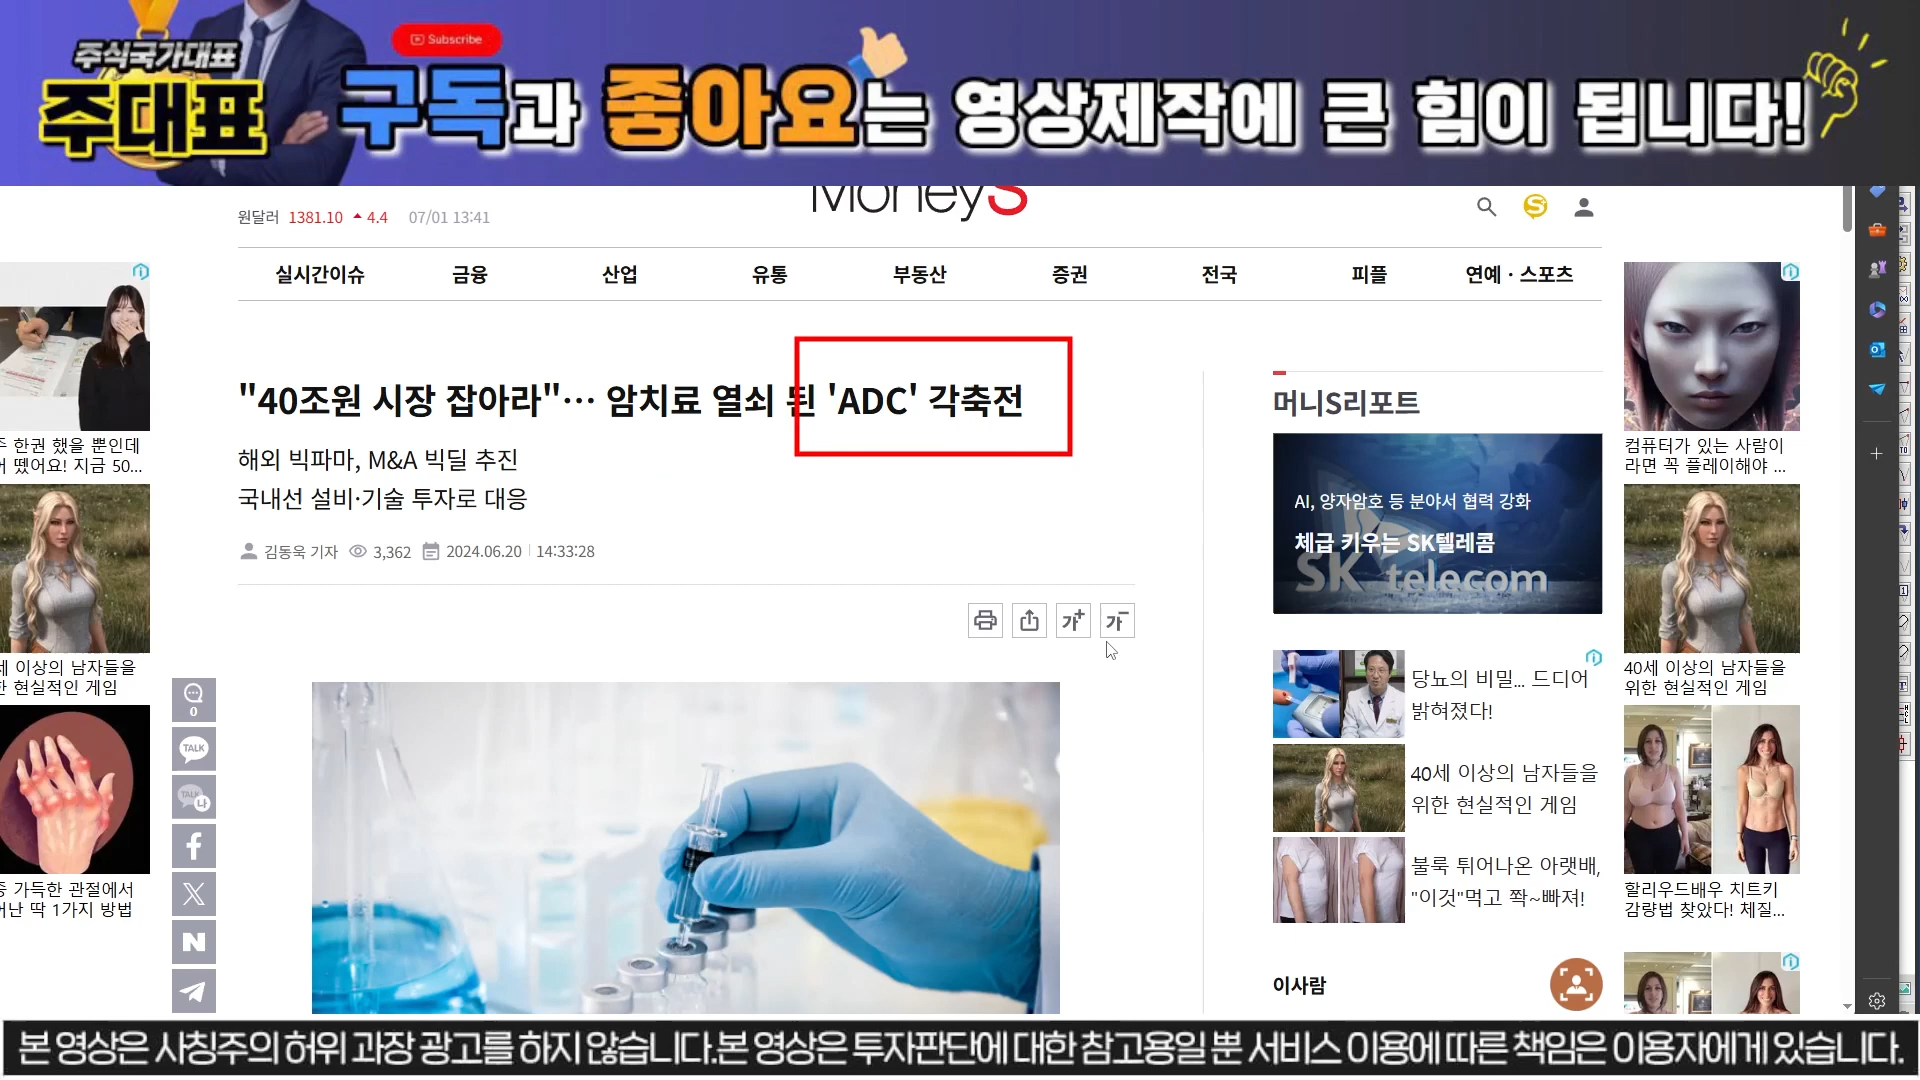 주식국가대표
주대표
Subscribe
구독과 좋아요는 영상제작에 큰 힘이 됩니다!
원달러 1381.10 4.4 07/01 13:41
MoneyS
실시간이슈 금융 산업 유통 부동산 증권 전국 피플 연예·스포츠
"40조원 시장 잡아라"… 암치료 열쇠 된 'ADC' 각축전
해외 빅파마, M&A 빅딜 추진
국내선 설비·기술 투자로 대응
김동욱 기자 3,362 2024.06.20 14:33:28
가+ 가-
0
TALK
TALK 나
N
한권 했을 뿐인데
뗐어요! 지금 50...
이상의 남자들을
현실적인 게임
가득한 관절에서
딱 1가지 방법
머니S리포트
AI, 양자암호 등 분야서 협력 강화
체급 키우는 SK텔레콤
SK telecom
당뇨의 비밀... 드디어
밝혀졌다!
40세 이상의 남자들을
위한 현실적인 게임
불룩 튀어나온 아랫배,
"이것"먹고 쫙~빠져!
이사람
컴퓨터가 있는 사람이
라면 꼭 플레이해야 ...
40세 이상의 남자들을
위한 현실적인 게임
할리우드배우 치트키
감량법 찾았다! 체질...
본 영상은 사칭주의 허위 과장 광고를 하지 않습니다.본 영상은 투자판단에 대한 참고용일 뿐 서비스 이용에 따른 책임은 이용자에게 있습니다.